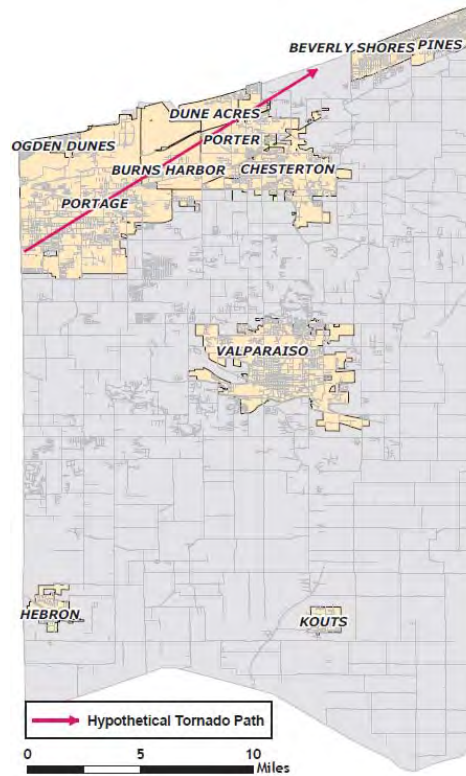 BEVERLY SHORES PINES
DUNE ACRES
PORTER
OGDEN DUNES
BURNS HARBOR CHESTERTON
PORTAGE
VALPARAISO
HEBRON
KOUTS
Hypothetical Tornado Path
0 5 10
Miles